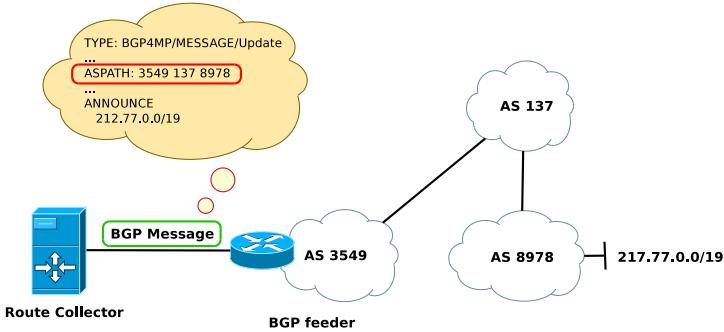 TYPE: BGP4MP/MESSAGE/Update
...
ASPATH: 3549 137 8978
...
ANNOUNCE
212.77.0.0/19
AS 137
BGP Message
AS 3549
AS 8978
217.77.0.0/19
Route Collector
BGP feeder